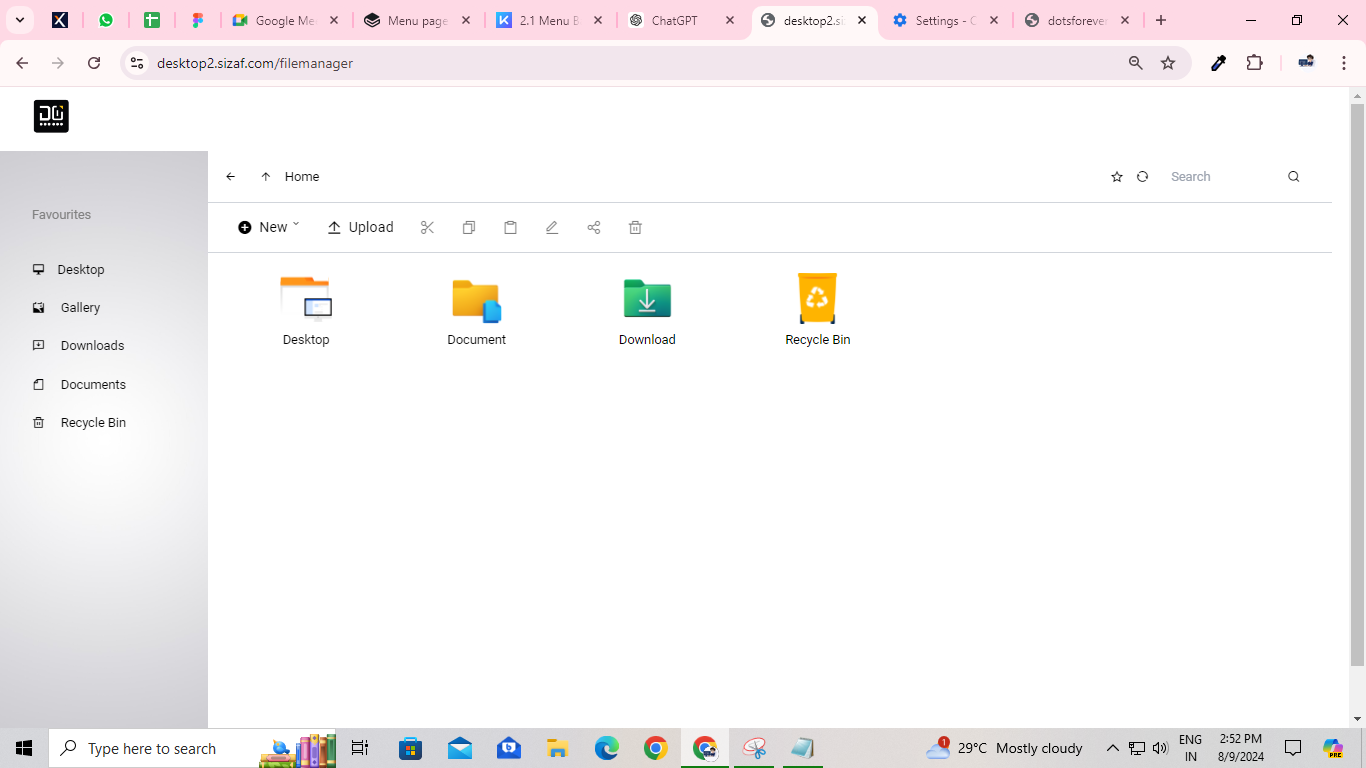 Google Me
Menu page
2.1 Menu B
ChatGPT
desktop2.si
Settings - C
dotsforever
desktop2.sizaf.com/filemanager
Home
Search
Favourites
New
Upload
Desktop
Gallery
Downloads
Documents
Recycle Bin
Desktop
Document
Download
Recycle Bin
Type here to search
1
29°C Mostly cloudy
ENG
IN
2:52 PM
8/9/2024
PRE